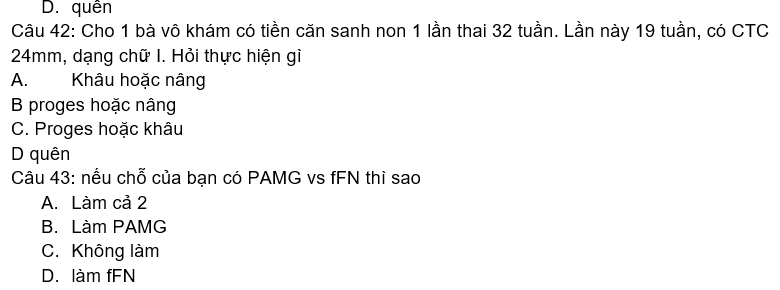 D. quên
Câu 42: Cho 1 bà vô khám có tiền căn sanh non 1 lần thai 32 tuần. Lần này 19 tuần, có CTC
24mm, dạng chữ I. Hỏi thực hiện gì
A. Khâu hoặc nâng
B proges hoặc nâng
C. Proges hoặc khâu
D quên
Câu 43: nếu chỗ của bạn có PAMG vs fFN thì sao
A. Làm cả 2
B. Làm PAMG
C. Không làm
D. làm fFN